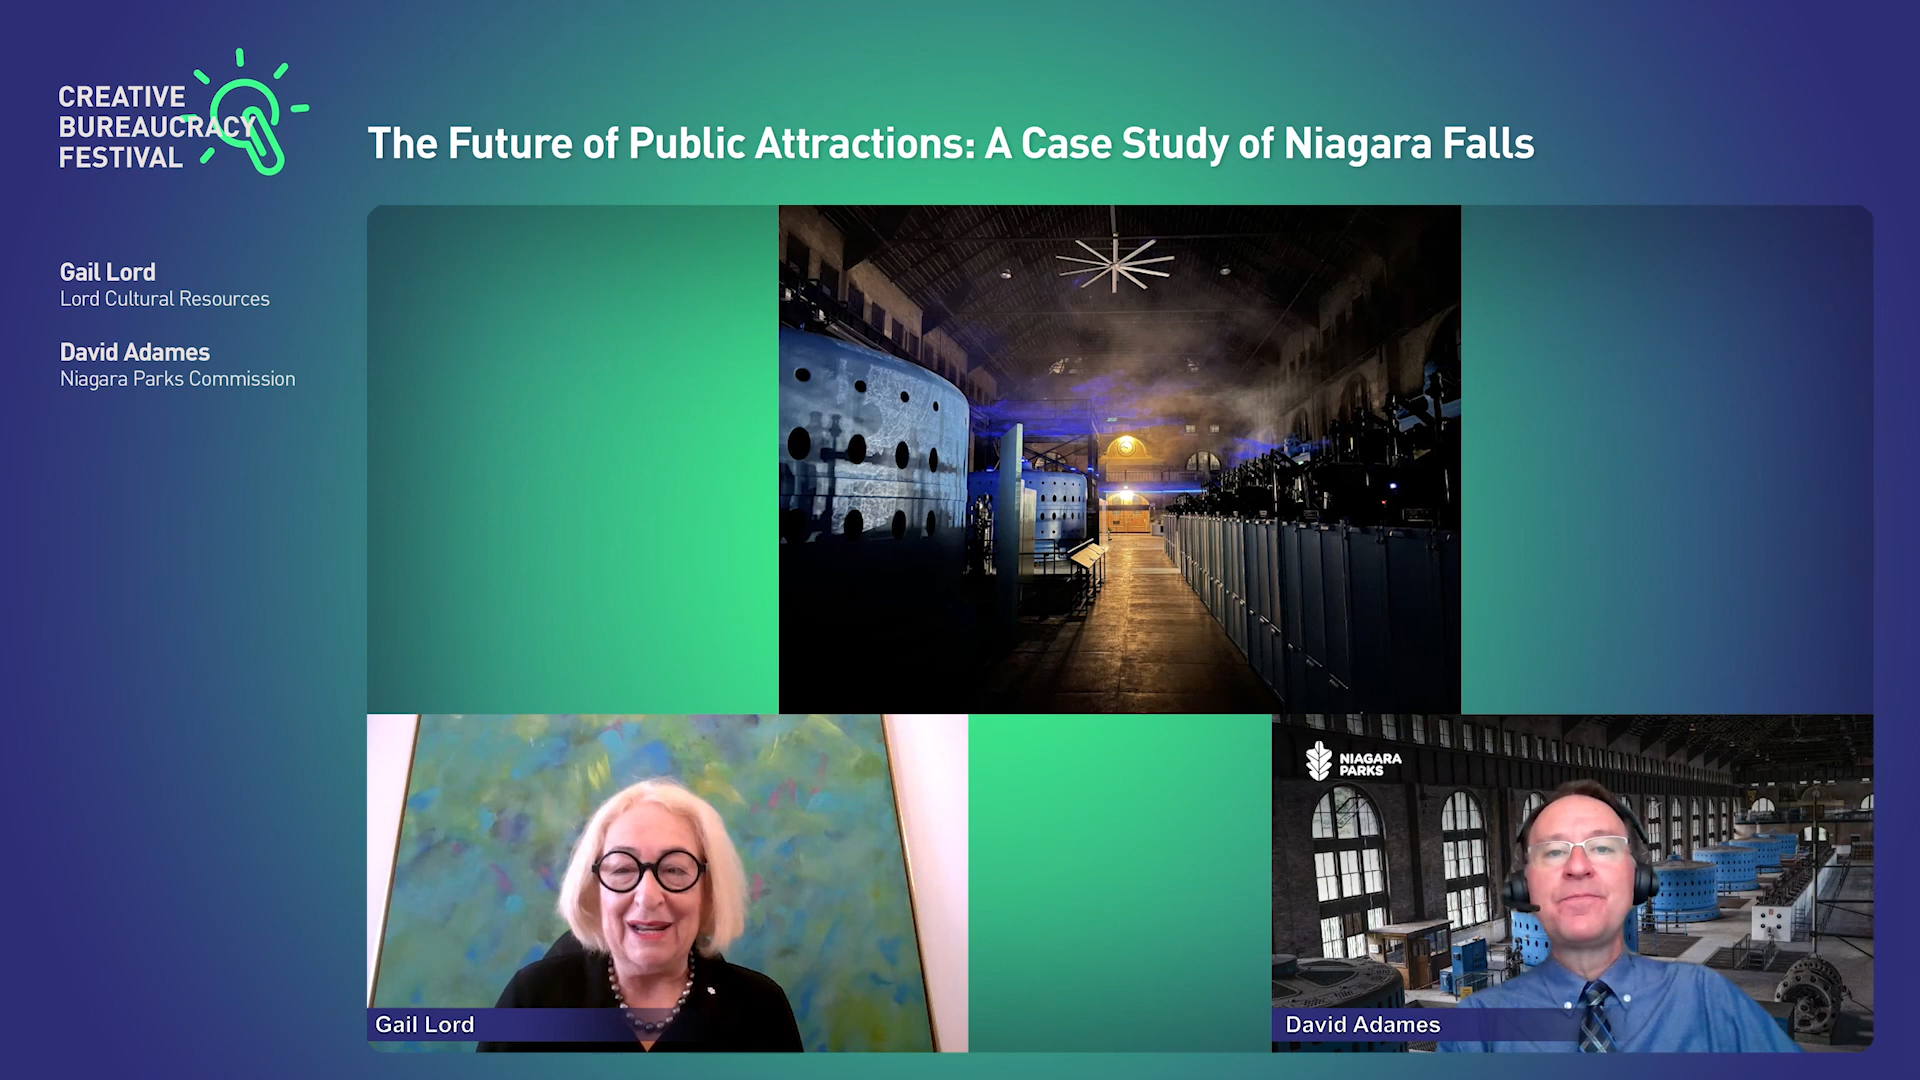 CREATIVE
BUREAUCRACY
FESTIVAL
The Future of Public Attractions: A Case Study of Niagara Falls
Gail Lord
Lord Cultural Resources
David Adames
Niagara Parks Commission
NIAGARA
PARKS
Gail Lord
David Adames